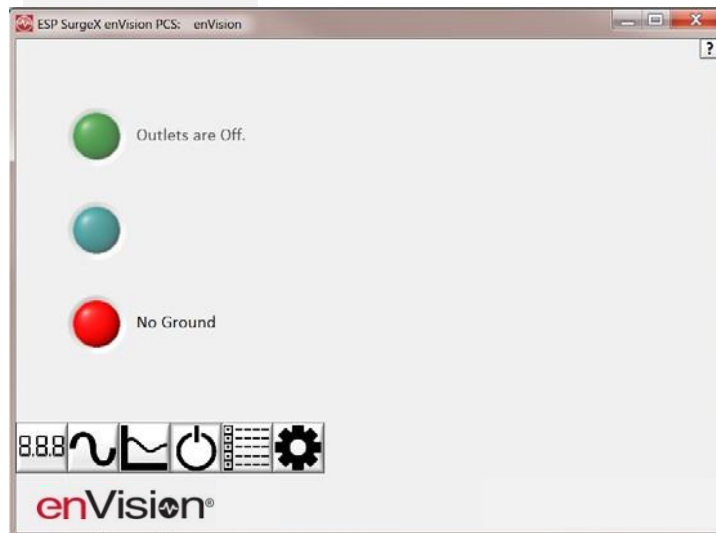 ESP SurgeX enVision PCS: enVision
?
Outlets are Off.
No Ground
8.8.8
enVision®